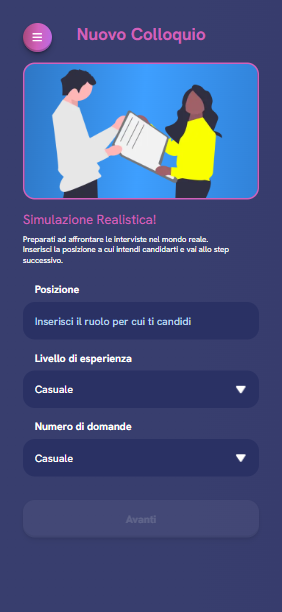 Nuovo Colloquio
Simulazione Realistica!
Preparati ad affrontare le interviste nel mondo reale.
Inserisci la posizione a cui intendi candidarti e vai allo step
successivo.
Posizione
Inserisci il ruolo per cui ti candidi
Livello di esperienza
Casuale
Numero di domande
Casuale
Avanti